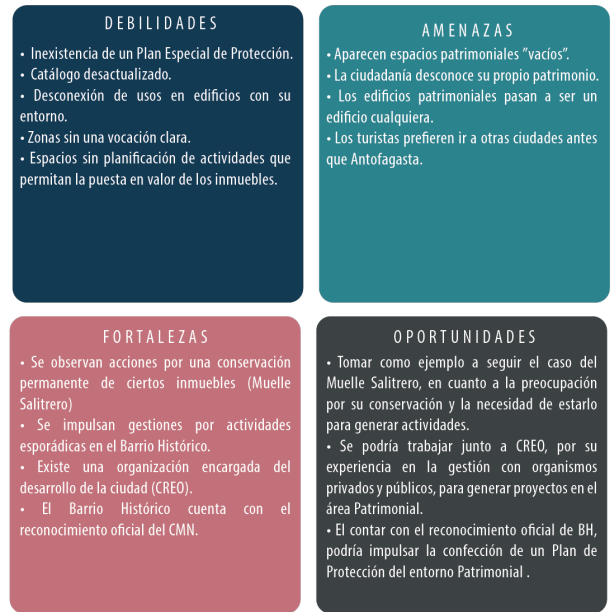 DEBILIDADES
• Inexistencia de un Plan Especial de Protección.
• Catálogo desactualizado.
• Desconexión de usos en edificios con su
entorno.
• Zonas sin una vocación clara.
• Espacios sin planificación de actividades que
permitan la puesta en valor de los inmuebles.
AMENAZAS
• Aparecen espacios patrimoniales "vacíos".
• La ciudadanía desconoce su propio patrimonio.
• Los edificios patrimoniales pasan a ser un
edificio cualquiera.
• Los turistas prefieren ir a otras ciudades antes
que Antofagasta.
FORTALEZAS
• Se observan acciones por una conservación
permanente de ciertos inmuebles (Muelle
Salitrero)
• Se impulsan gestiones por actividades
esporádicas en el Barrio Histórico.
• Existe una organización encargada del
desarrollo de la ciudad (CREO).
• El Barrio Histórico cuenta con el
reconocimiento oficial del CMN.
OPORTUNIDADES
• Tomar como ejemplo a seguir el caso del
Muelle Salitrero, en cuanto a la preocupación
por su conservación y la necesidad de estarlo
para generar actividades.
• Se podría trabajar junto a CREO, por su
experiencia en la gestión con organismos
privados y públicos, para generar proyectos en el
área Patrimonial.
• El contar con el reconocimiento oficial de BH,
podría impulsar la confección de un Plan de
Protección del entorno Patrimonial .